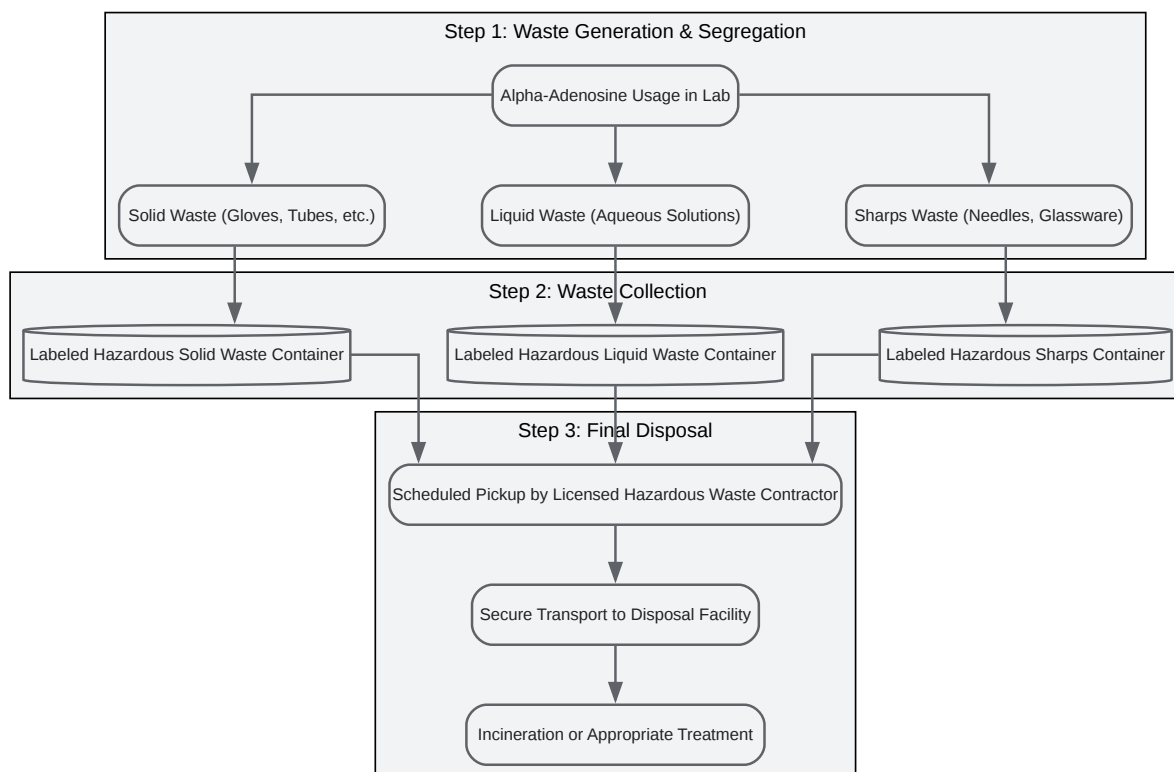 Step 1: Waste Generation & Segregation
Alpha-Adenosine Usage in Lab
Solid Waste (Gloves, Tubes, etc.)
Liquid Waste (Aqueous Solutions)
Sharps Waste (Needles, Glassware)
Step 2: Waste Collection
Labeled Hazardous Solid Waste Container
Labeled Hazardous Liquid Waste Container
Labeled Hazardous Sharps Container
Step 3: Final Disposal
Scheduled Pickup by Licensed Hazardous Waste Contractor
Secure Transport to Disposal Facility
Incineration or Appropriate Treatment